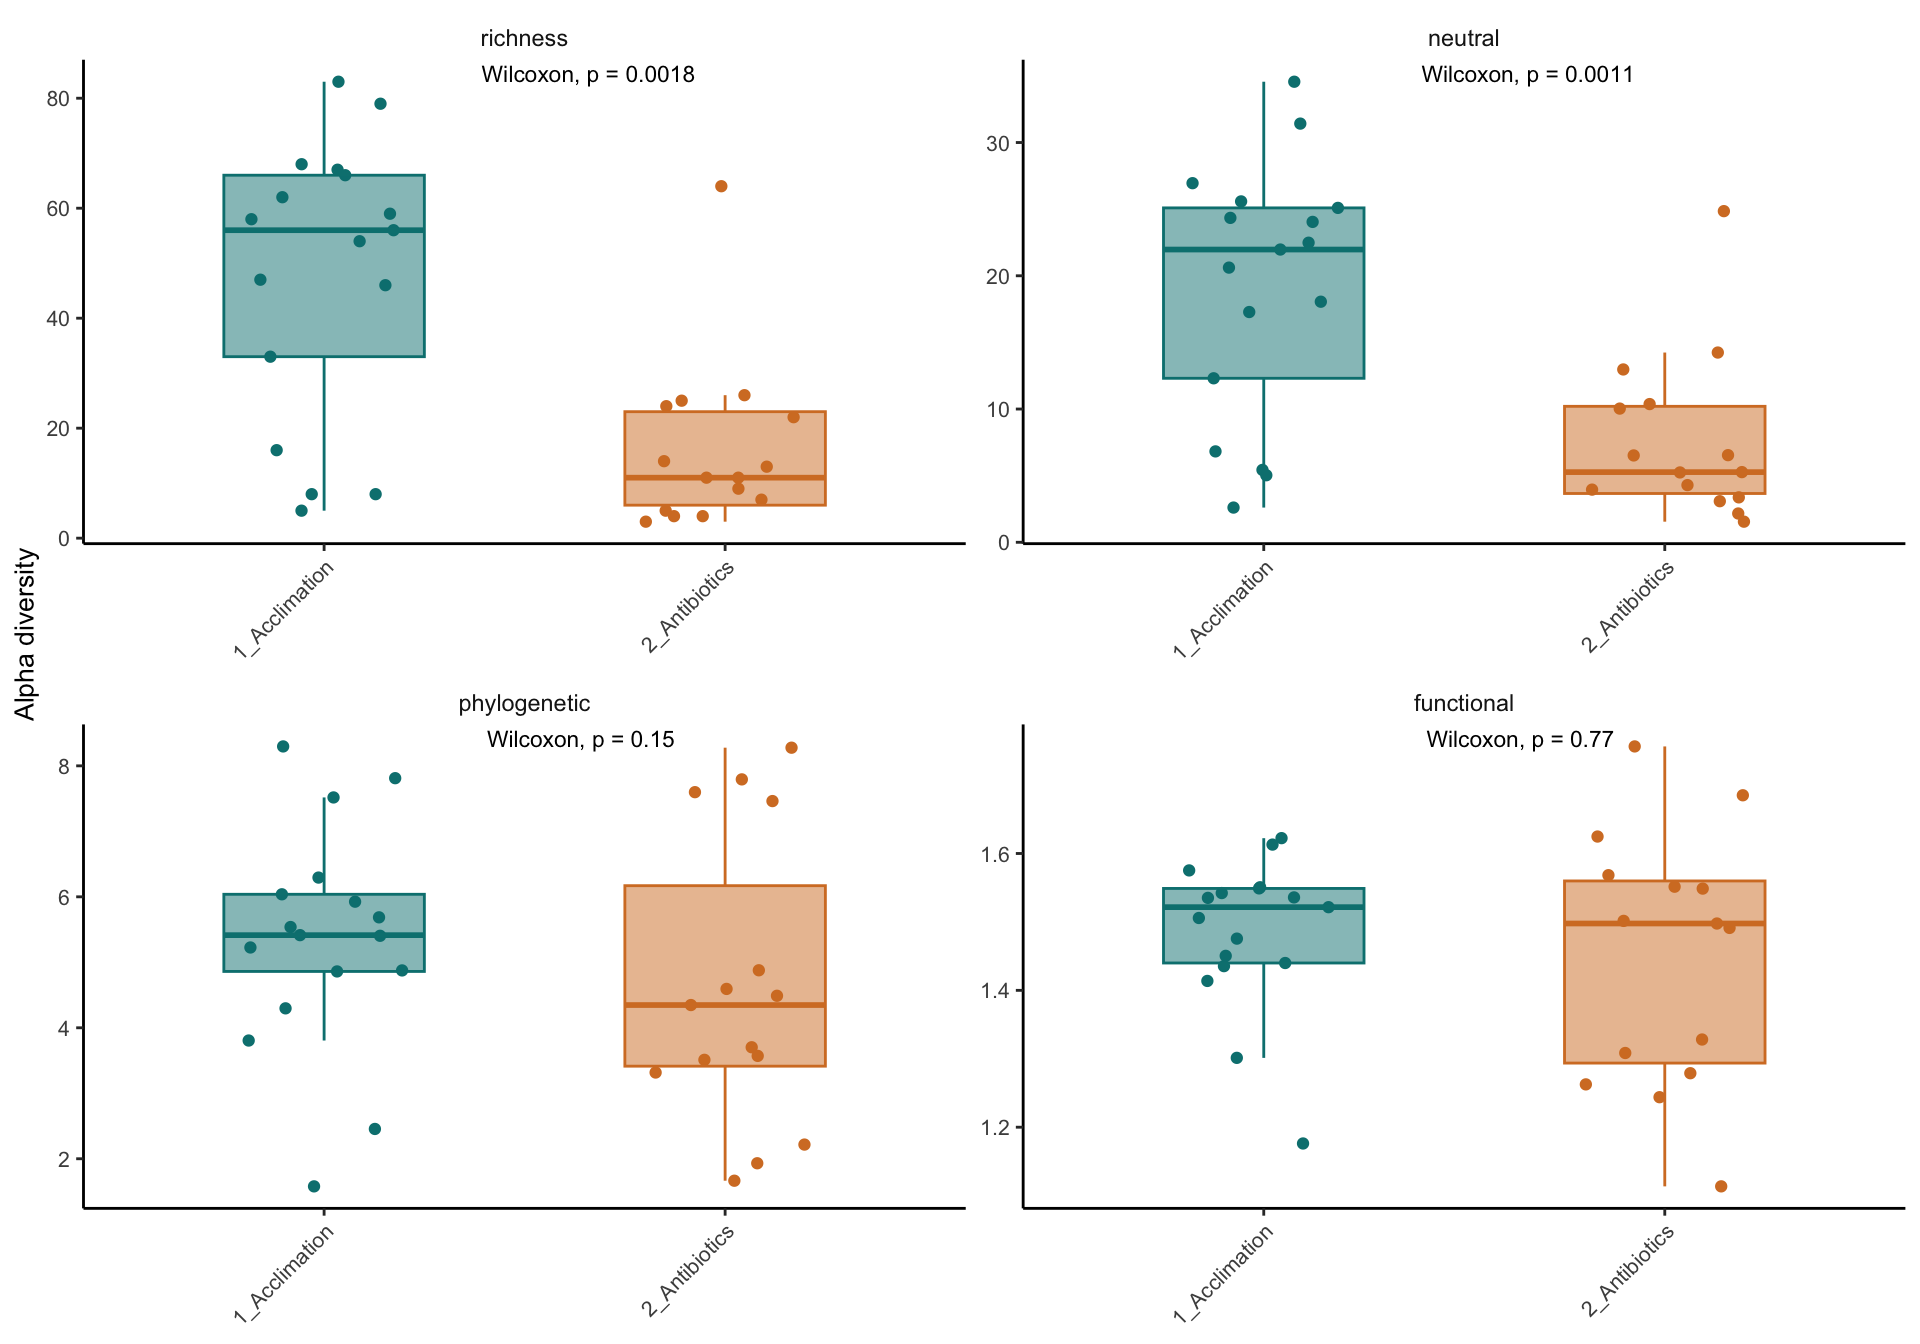 Alpha diversity
richness
Wilcoxon, p = 0.0018
80
60
40
20
0
1_Acclimation
2_Antibiotics
neutral
Wilcoxon, p = 0.0011
30
20
10
0
1_Acclimation
2_Antibiotics
phylogenetic
Wilcoxon, p = 0.15
8
6
4
2
1_Acclimation
2_Antibiotics
functional
Wilcoxon, p = 0.77
1.6
1.4
1.2
1_Acclimation
2_Antibiotics